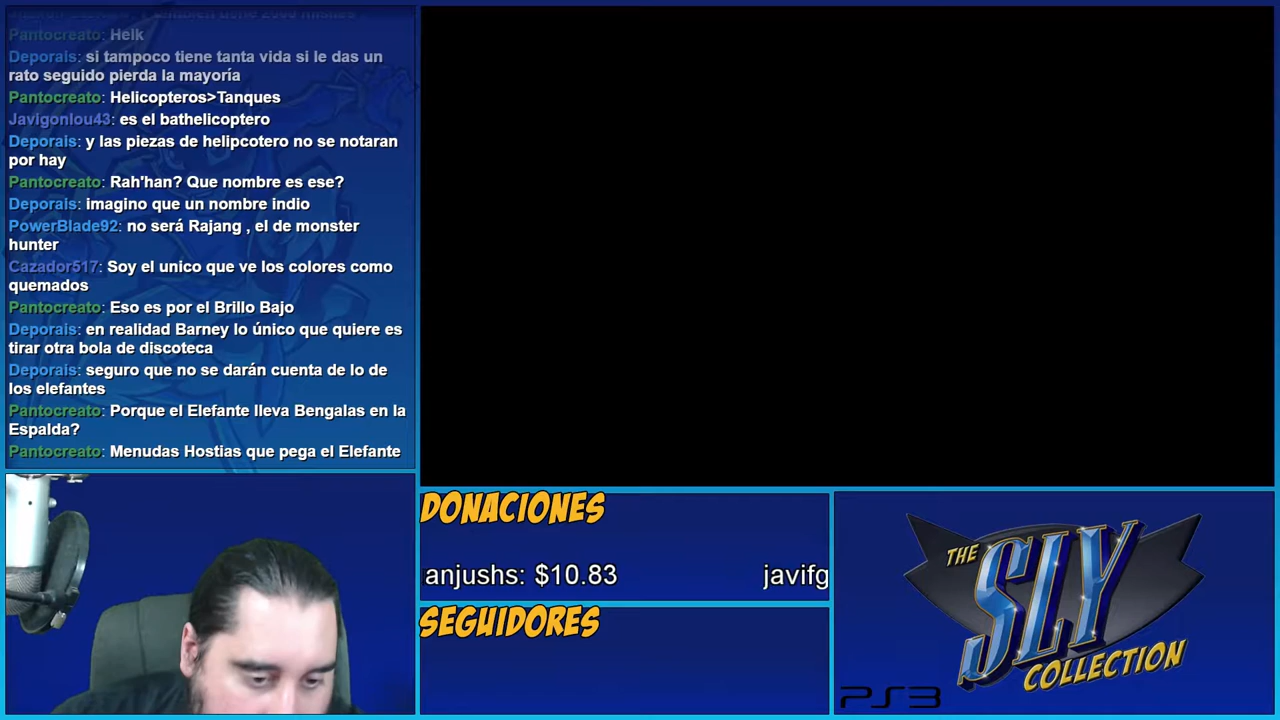 Pantocreato: Helk
Deporais: si tampoco tiene tanta vida si le das un
rato seguido pierda la mayoría
Pantocreato: Helicopteros>Tanques
Javigonlou43: es el bathelicoptero
Deporais: y las piezas de helipcotero no se notaran
por hay
Pantocreato: Rah'han? Que nombre es ese?
Deporais: imagino que un nombre indio
PowerBlade92: no será Rajang , el de monster
hunter
Cazador517: Soy el unico que ve los colores como
quemados
Pantocreato: Eso es por el Brillo Bajo
Deporais: en realidad Barney lo único que quiere es
tirar otra bola de discoteca
Deporais: seguro que no se darán cuenta de lo de
los elefantes
Pantocreato: Porque el Elefante lleva Bengalas en la
Espalda?
Pantocreato: Menudas Hostias que pega el Elefante
DONACIONES
anjushs: $10.83 javifg
SEGUIDORES
THE
SLY
COLLECTION
PS3